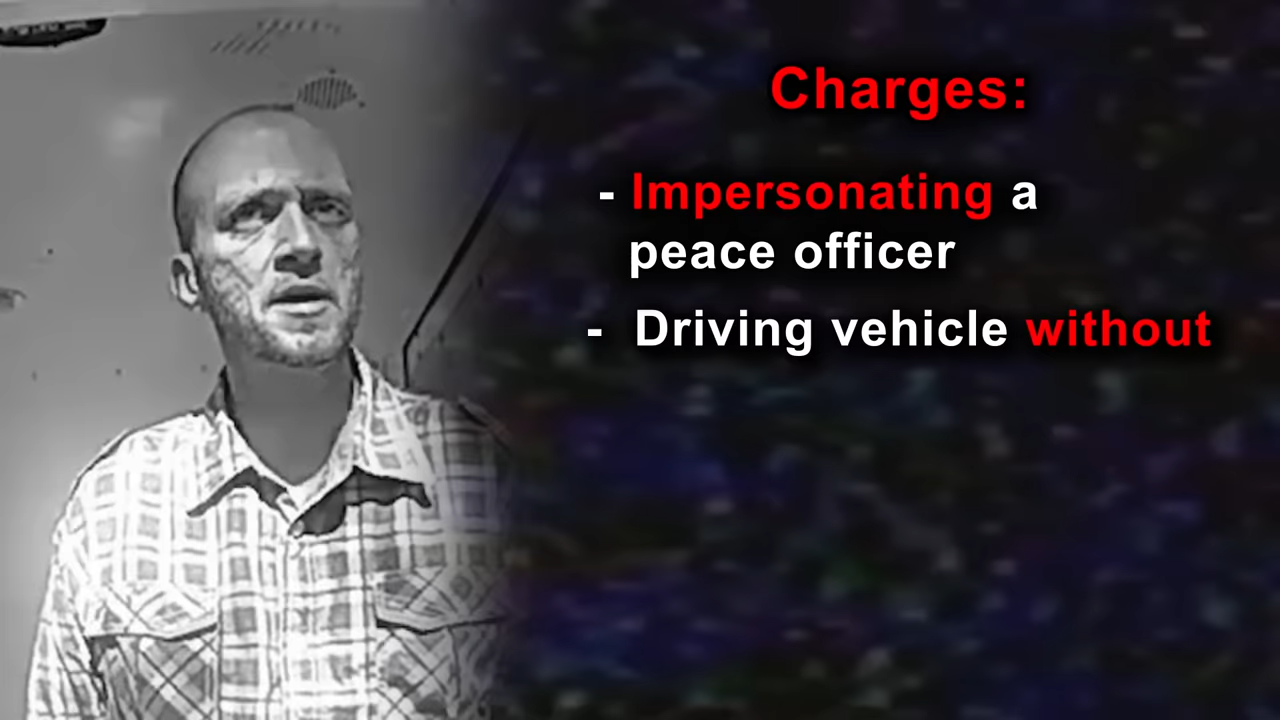 Charges:
- Impersonating a
peace officer
- Driving vehicle without